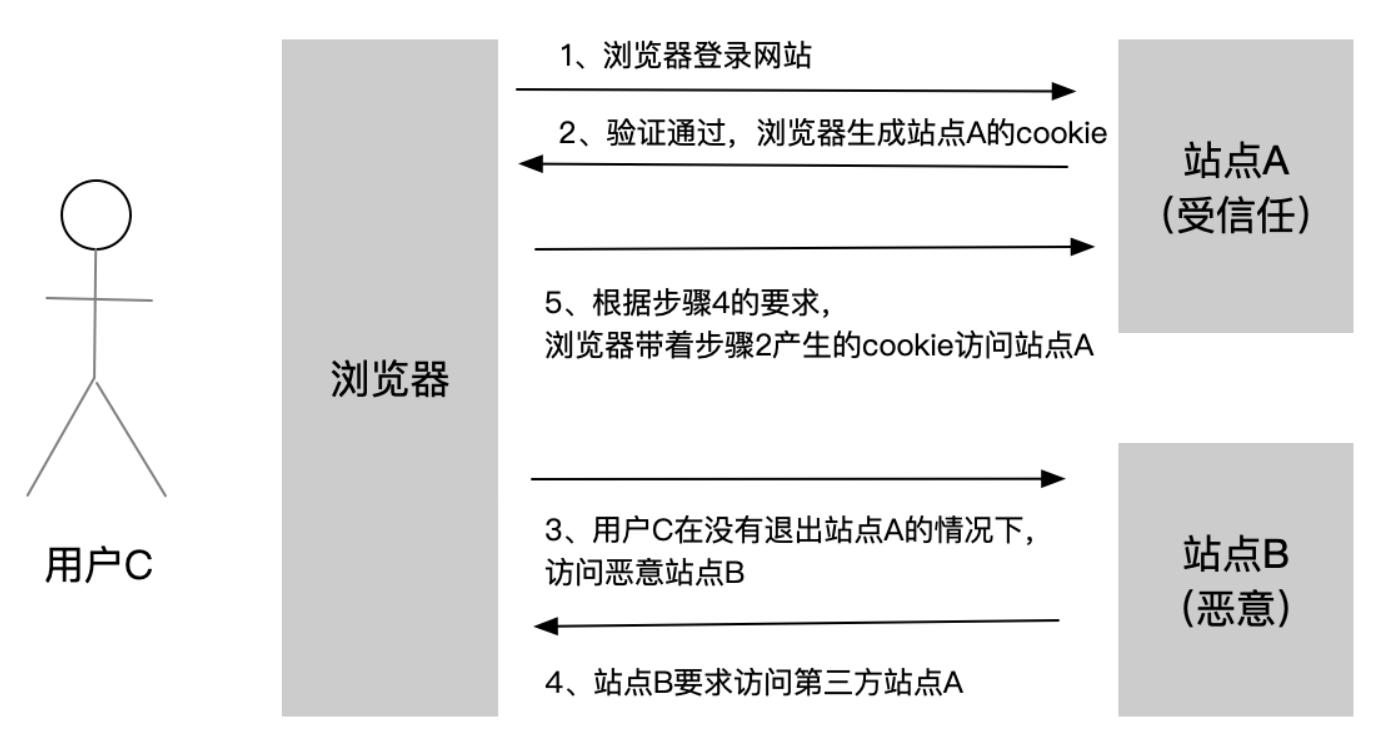 1、浏览器登录网站
2、验证通过，浏览器生成站点A的cookie
站点A
（受信任）
5、根据步骤4的要求，
浏览器带着步骤2产生的cookie访问站点A
浏览器
3、用户C在没有退出站点A的情况下，
访问恶意站点B
用户C
站点B
（恶意）
4、站点B要求访问第三方站点A